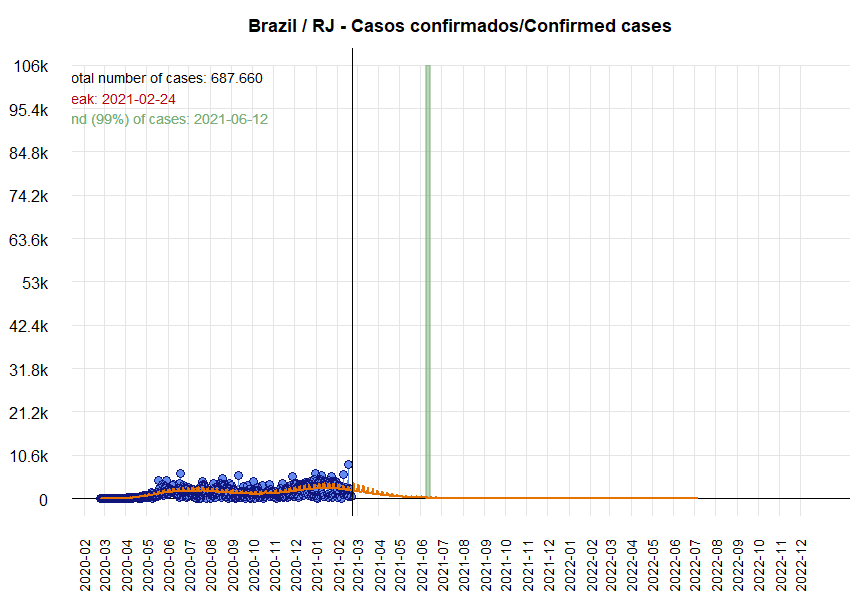 Brazil / RJ - Casos confirmados/Confirmed cases
106k
otal number of cases: 687.660
eak: 2021-02-24
95.4k
nd (99%) of cases: 2021-06-12
84.8k
74.2k
63.6k
53k
42.4k
31.8k
21.2k
10.6k
0
2020-02
2020-03
2020-04
2020-05
2020-06
2020-07
2020-08
2020-09
2020-10
2020-11
2020-12
2021-01
2021-02
2021-03
2021-04
2021-05
2021-06
2021-07
2021-08
2021-09
2021-10
2021-11
2021-12
2022-01
2022-02
2022-03
2022-04
2022-05
2022-06
2022-07
2022-08
2022-09
2022-10
2022-11
2022-12